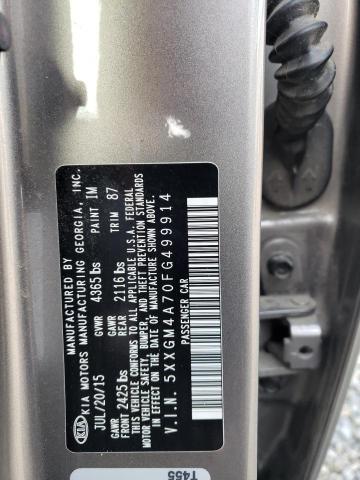 MANUFACTURED BY
KIA KIA MOTORS MANUFACTURING GEORGIA, INC.
JUL/20/15 GVWR 4365 lbs PAINT IM
GAWR FRONT 2425 lbs GAWR REAR 2116 lbs TRIM 87
THIS VEHICLE CONFORMS TO ALL APPLICABLE U.S.A. FEDERAL
MOTOR VEHICLE SAFETY, BUMPER, AND THEFT PREVENTION STANDARDS
IN EFFECT ON THE DATE OF MANUFACTURE SHOWN ABOVE.
V.I.N. 5XXGM4A70FG499914
PASSENGER CAR
T455